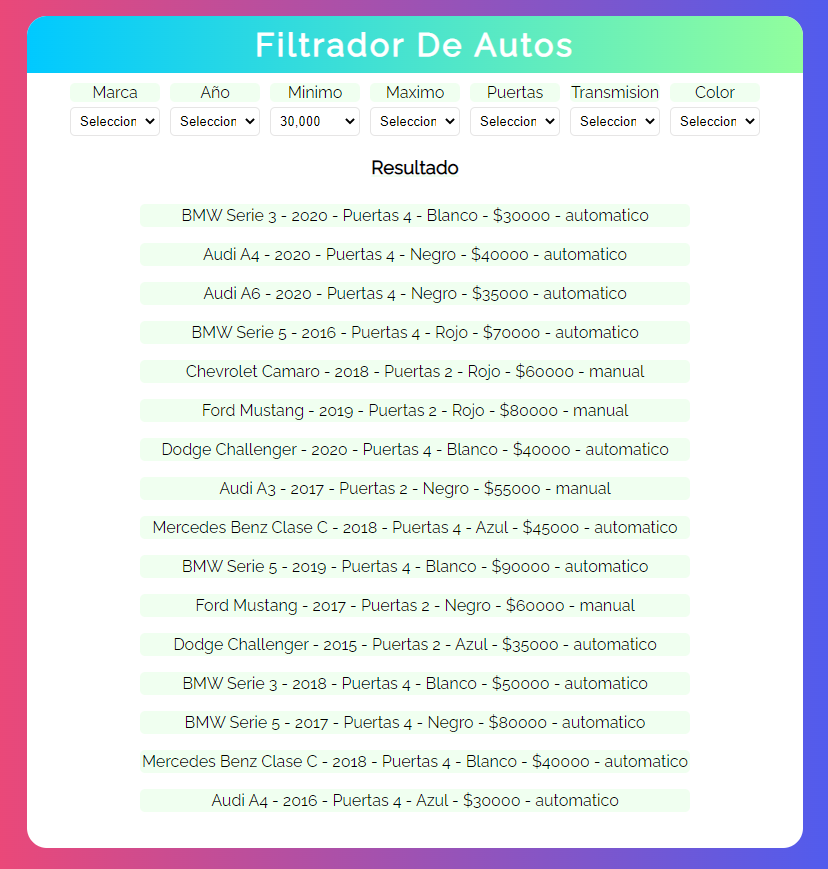 Filtrador De Autos
Marca Año Minimo Maximo Puertas Transmision Color
Seleccion Seleccion 30,000 Seleccion Seleccion Seleccion Seleccion
Resultado
BMW Serie 3 - 2020 - Puertas 4 - Blanco - $30000 - automatico
Audi A4 - 2020 - Puertas 4 - Negro - $40000 - automatico
Audi A6 - 2020 - Puertas 4 - Negro - $35000 - automatico
BMW Serie 5 - 2016 - Puertas 4 - Rojo - $70000 - automatico
Chevrolet Camaro - 2018 - Puertas 2 - Rojo - $60000 - manual
Ford Mustang - 2019 - Puertas 2 - Rojo - $80000 - manual
Dodge Challenger - 2020 - Puertas 4 - Blanco - $40000 - automatico
Audi A3 - 2017 - Puertas 2 - Negro - $55000 - manual
Mercedes Benz Clase C - 2018 - Puertas 4 - Azul - $45000 - automatico
BMW Serie 5 - 2019 - Puertas 4 - Blanco - $90000 - automatico
Ford Mustang - 2017 - Puertas 2 - Negro - $60000 - manual
Dodge Challenger - 2015 - Puertas 2 - Azul - $35000 - automatico
BMW Serie 3 - 2018 - Puertas 4 - Blanco - $50000 - automatico
BMW Serie 5 - 2017 - Puertas 4 - Negro - $80000 - automatico
Mercedes Benz Clase C - 2018 - Puertas 4 - Blanco - $40000 - automatico
Audi A4 - 2016 - Puertas 4 - Azul - $30000 - automatico